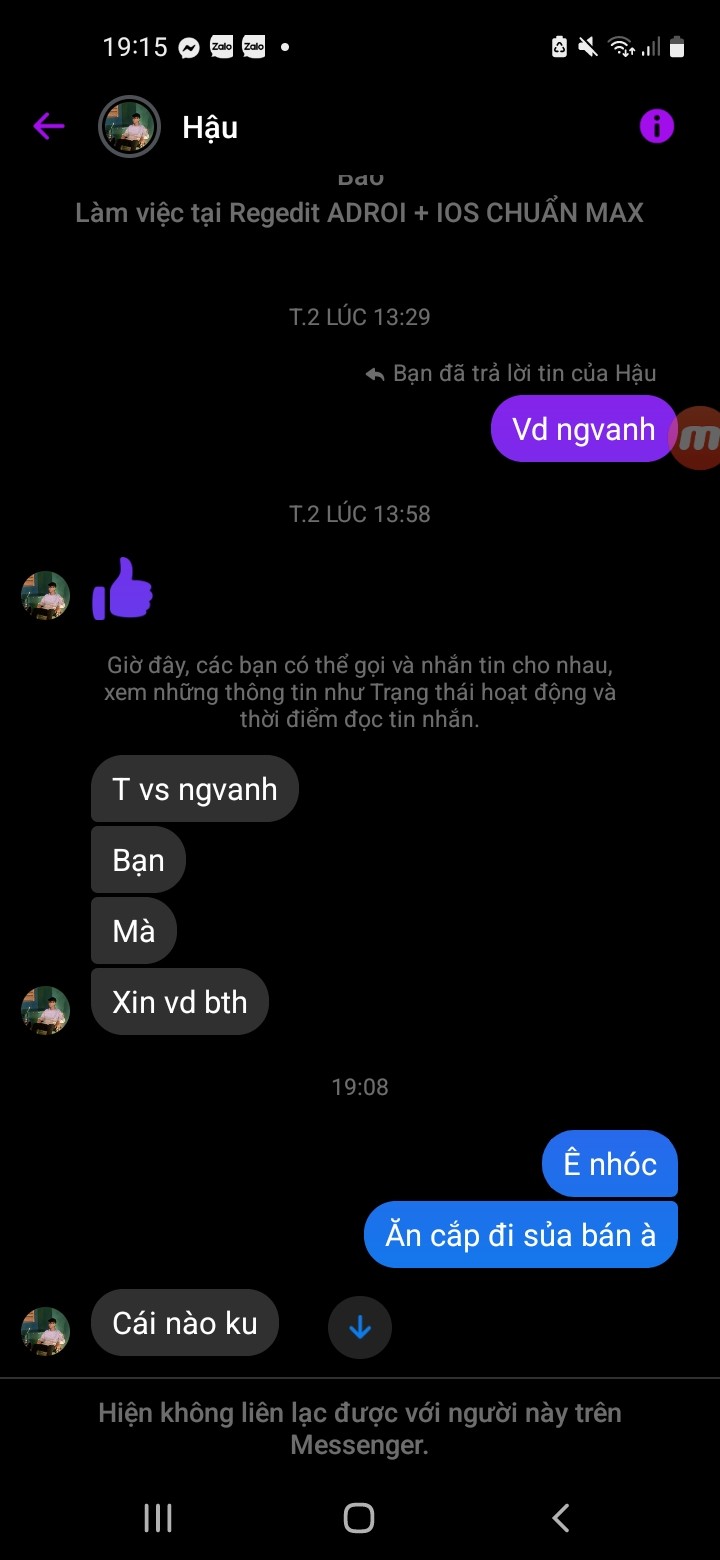 19:15
Zalo
Zalo
Hậu
Bảo
Làm việc tại Regedit ADROI + IOS CHUẨN MAX
T.2 LÚC 13:29
Bạn đã trả lời tin của Hậu
Vd ngvanh
m
T.2 LÚC 13:58
Giờ đây, các bạn có thể gọi và nhắn tin cho nhau,
xem những thông tin như Trạng thái hoạt động và
thời điểm đọc tin nhắn.
T vs ngvanh
Bạn
Mà
Xin vd bth
19:08
Ê nhóc
Ăn cắp đi sủa bán à
Cái nào ku
Hiện không liên lạc được với người này trên
Messenger.